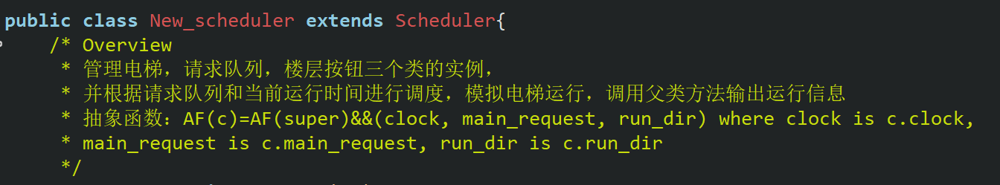 public class New_scheduler extends Scheduler{
/* Overview
* 管理电梯，请求队列，楼层按钮三个类的实例，
* 并根据请求队列和当前运行时间进行调度，模拟电梯运行，调用父类方法输出运行信息
* 抽象函数：AF(c)=AF(super)&&(clock, main_request, run_dir) where clock is c.clock,
* main_request is c.main_request, run_dir is c.run_dir
*/